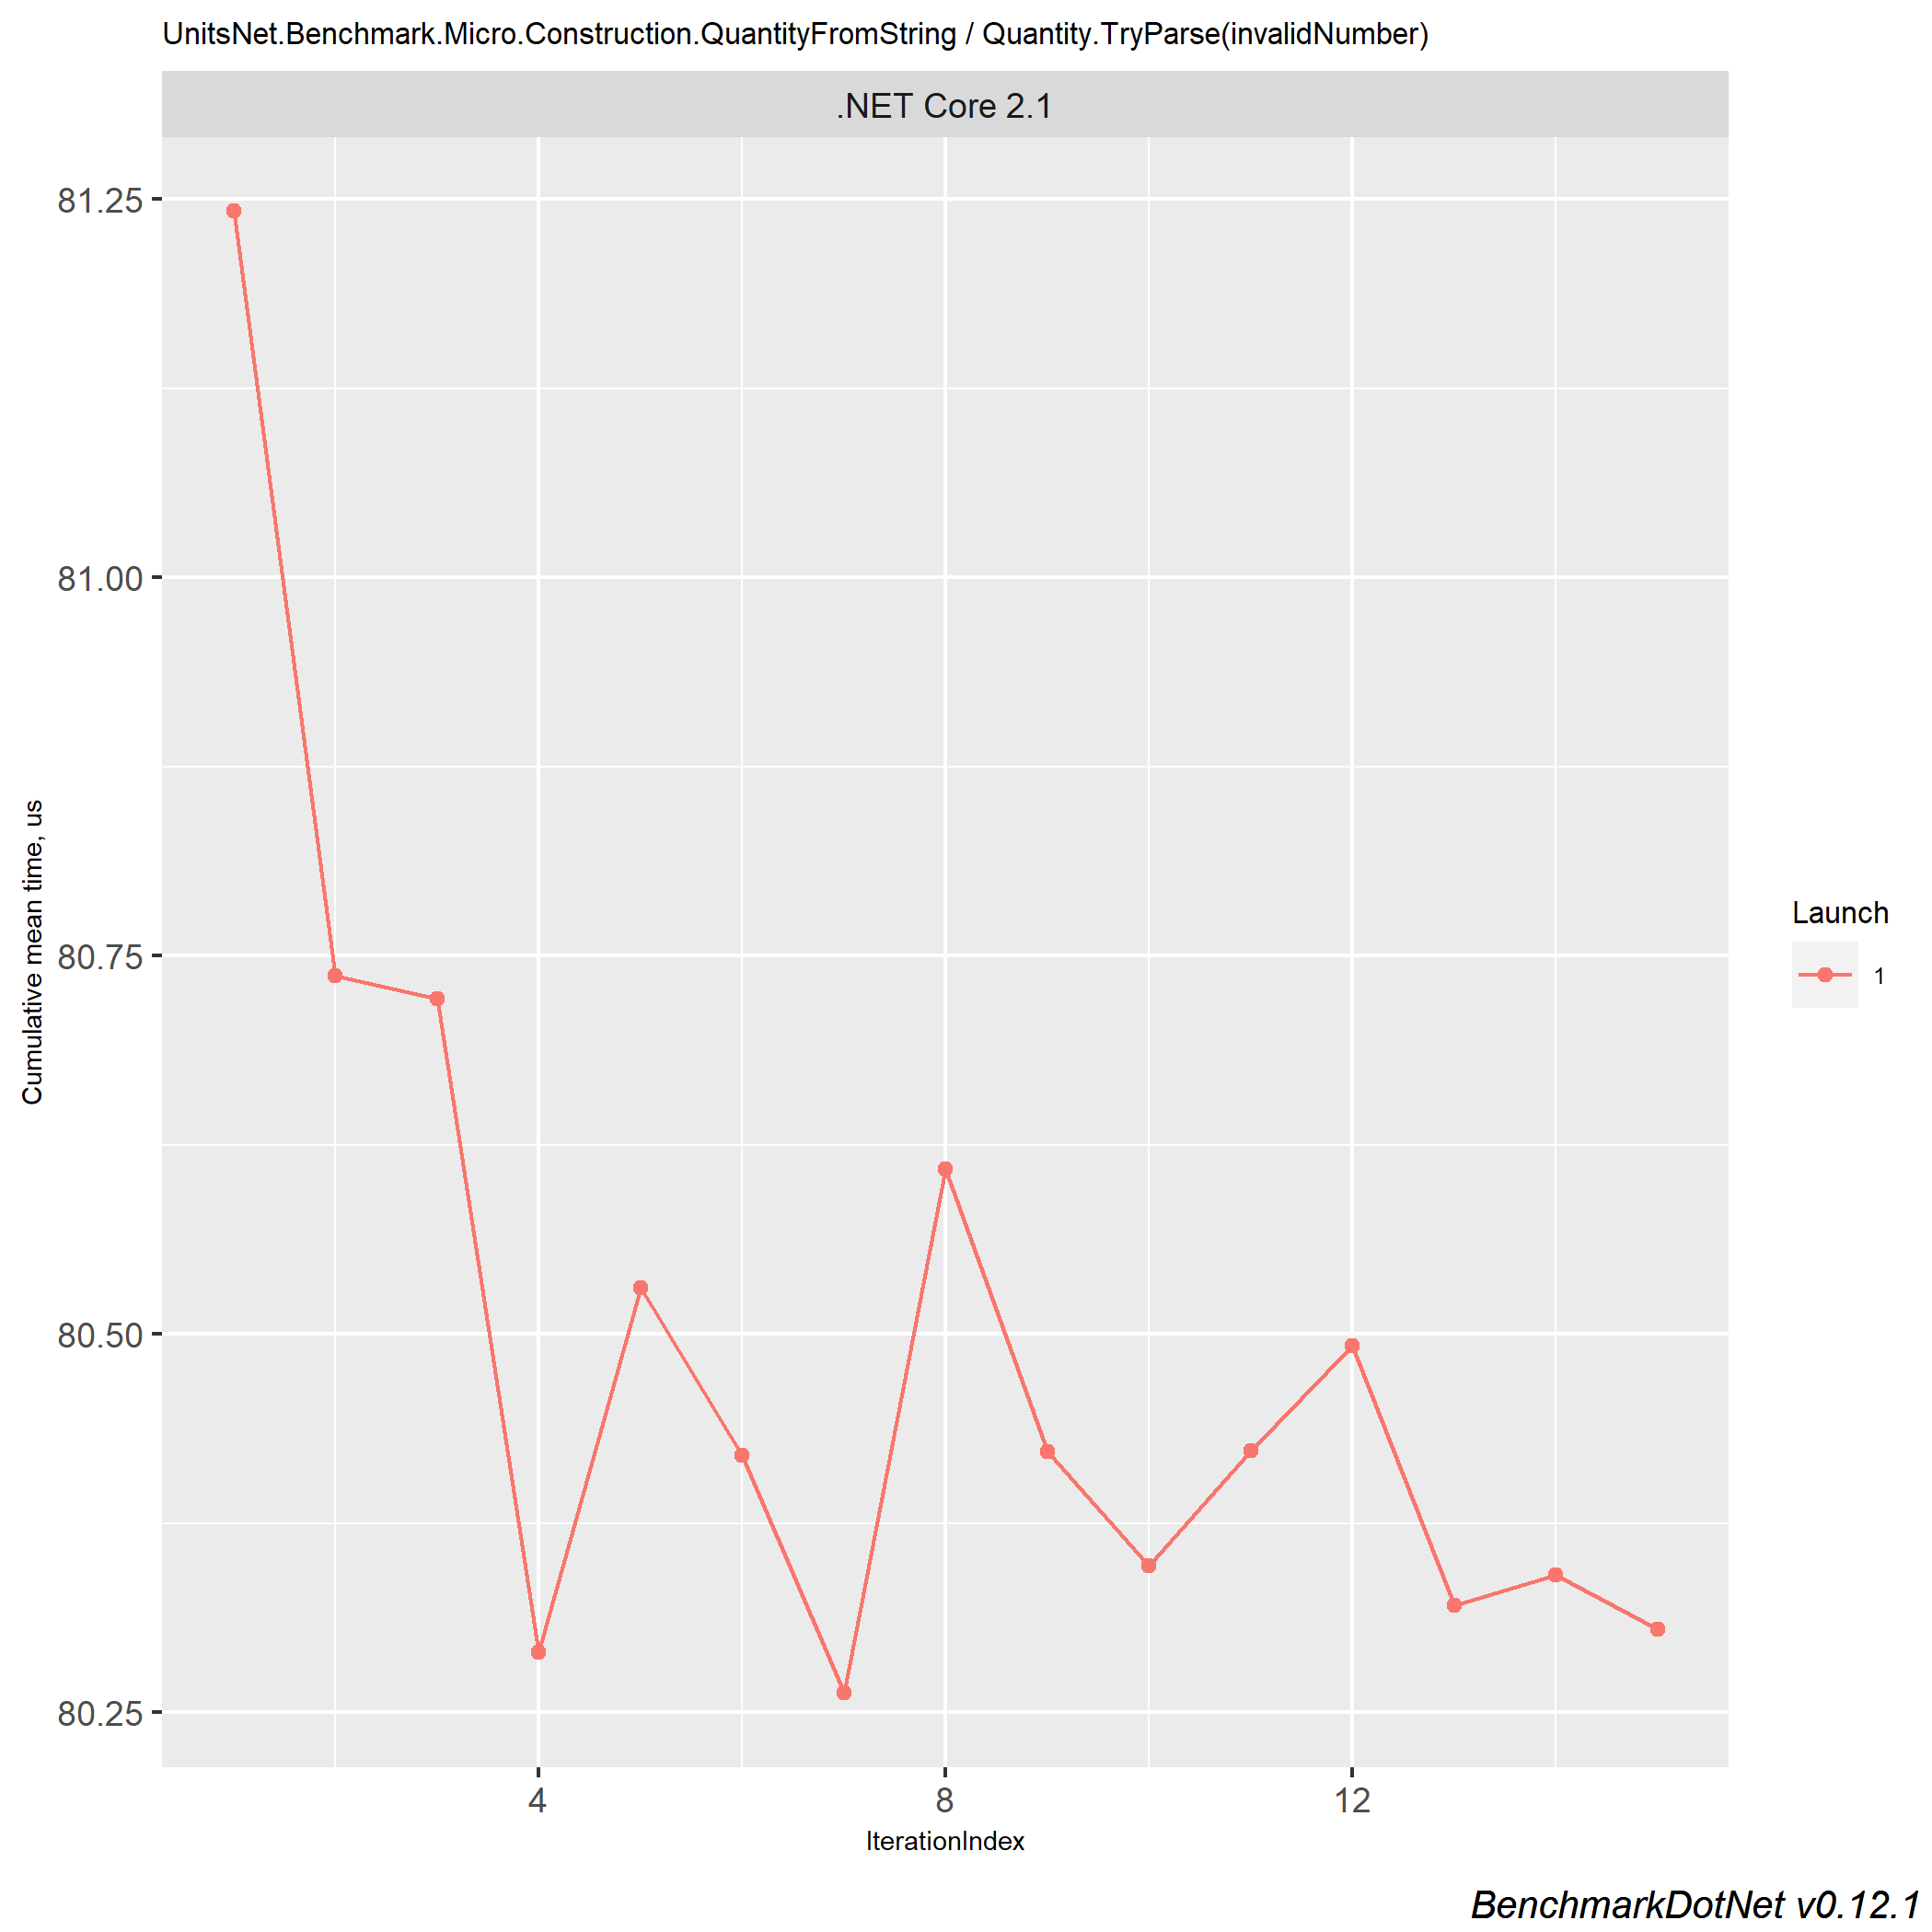 UnitsNet.Benchmark.Micro.Construction.QuantityFromString / Quantity.TryParse(invalidNumber)
.NET Core 2.1
81.25
81.00
80.75
80.50
80.25
Cumulative mean time, us
4
8
12
IterationIndex
Launch
1
BenchmarkDotNet v0.12.1